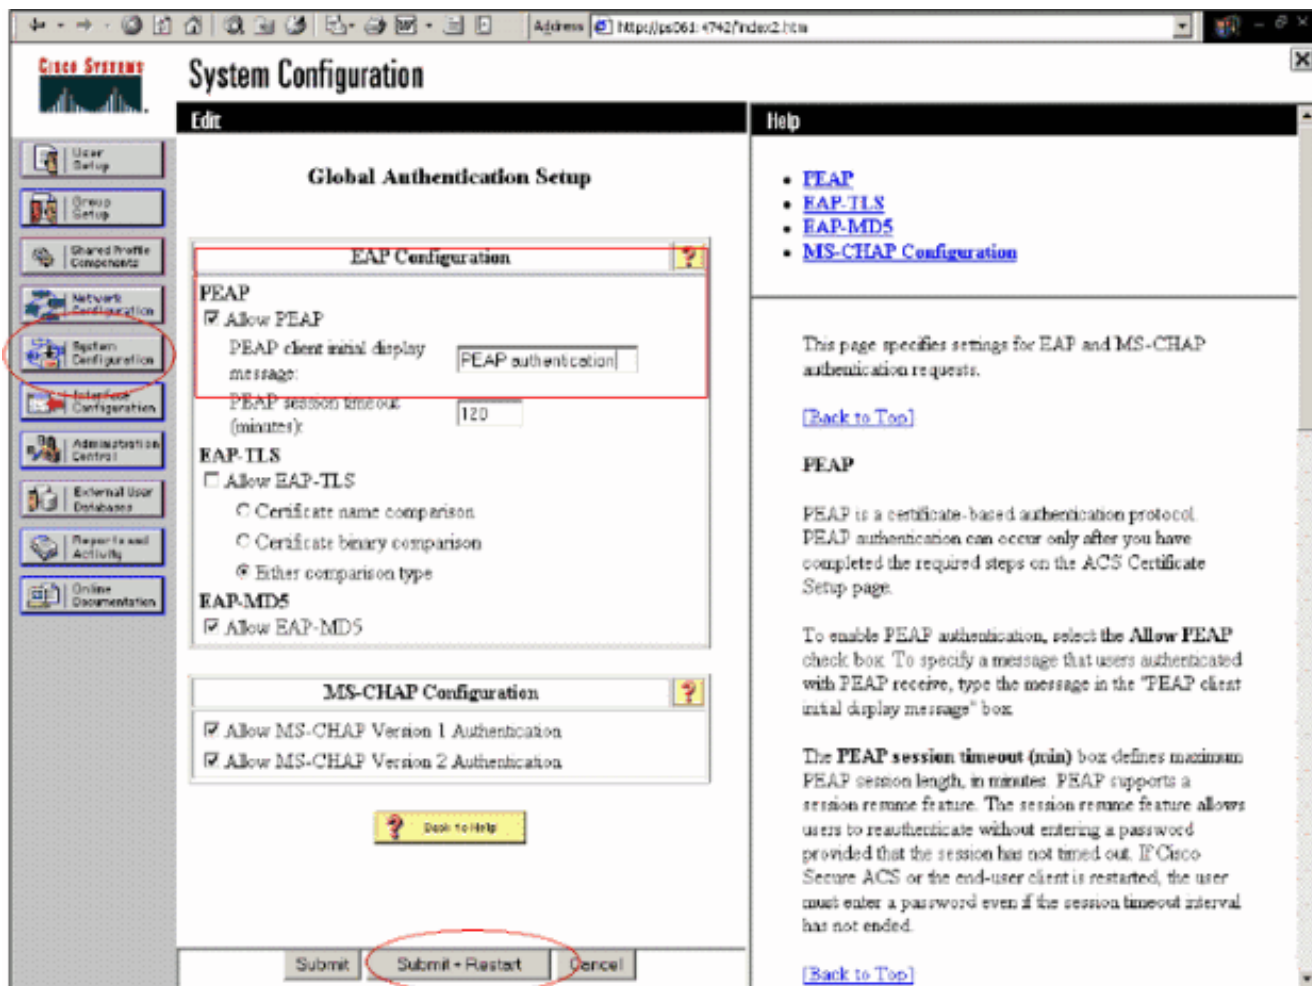 Address http://ps061:4742/index2.htm
CISCO SYSTEMS
System Configuration
Edit
Help
User
Setup
Group
Setup
Shared Profile
Components
Network
Configuration
System
Configuration
Interface
Configuration
Administration
Control
External User
Databases
Reports and
Activity
Online
Documentation
Global Authentication Setup
EAP Configuration
?
PEAP
Allow PEAP
PEAP client initial display
message:
PEAP authentication
PEAP session timeout
(minutes):
120
EAP-TLS
Allow EAP-TLS
Certificate name comparison
Certificate binary comparison
Either comparison type
EAP-MD5
Allow EAP-MD5
MS-CHAP Configuration
?
Allow MS-CHAP Version 1 Authentication
Allow MS-CHAP Version 2 Authentication
? Back to Help
Submit
Submit + Restart
Cancel
• PEAP
• EAP-TLS
• EAP-MD5
• MS-CHAP Configuration
This page specifies settings for EAP and MS-CHAP
authentication requests.
[Back to Top]
PEAP
PEAP is a certificate-based authentication protocol.
PEAP authentication can occur only after you have
completed the required steps on the ACS Certificate
Setup page.
To enable PEAP authentication, select the Allow PEAP
check box. To specify a message that users authenticated
with PEAP receive, type the message in the "PEAP client
initial display message" box.
The PEAP session timeout (min) box defines maximum
PEAP session length, in minutes. PEAP supports a
session resume feature. The session resume feature allows
users to reauthenticate without entering a password
provided that the session has not timed out. If Cisco
Secure ACS or the end-user client is restarted, the user
must enter a password even if the session timeout interval
has not ended.
[Back to Top]